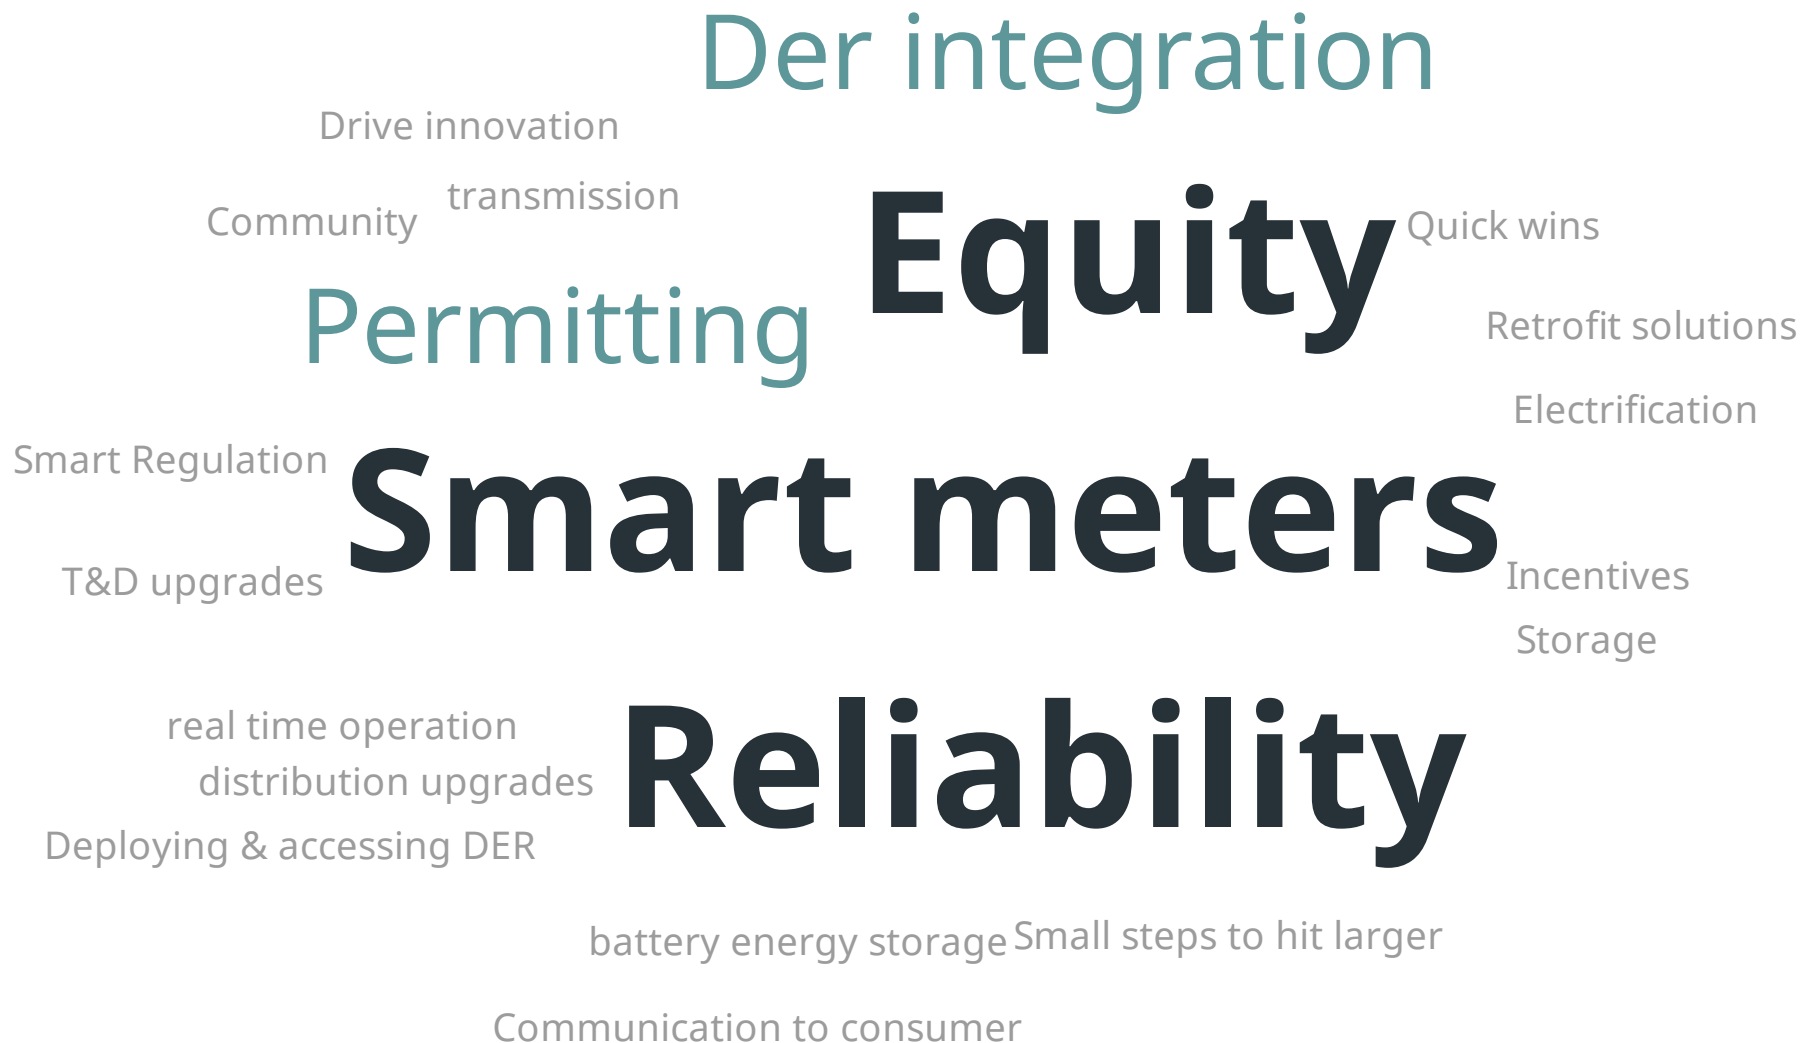 Der integration
Drive innovation
transmission
Community
Equity
Quick wins
Permitting
Retrofit solutions
Electrification
Smart Regulation
Smart meters
T&D upgrades
Incentives
Storage
real time operation
Reliability
distribution upgrades
Deploying & accessing DER
battery energy storage
Small steps to hit larger
Communication to consumer